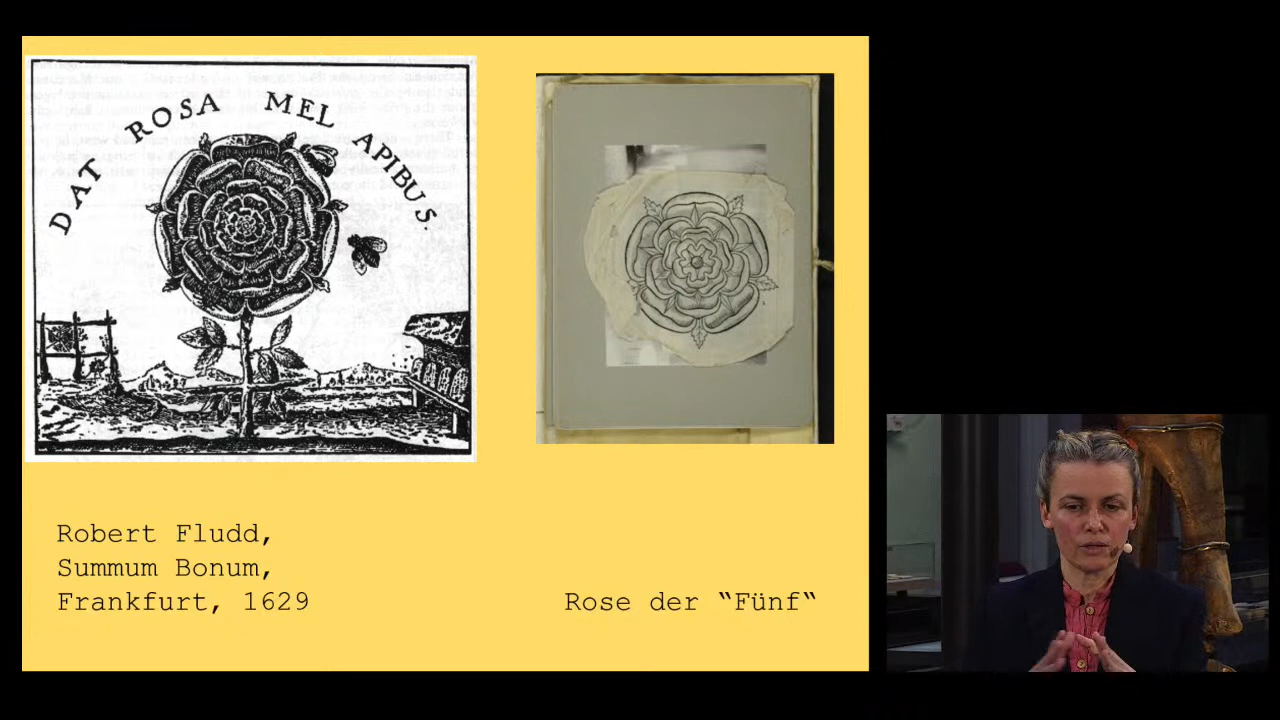 DAT ROSA MEL APIBUS.
Robert Fludd,
Summum Bonum,
Frankfurt, 1629
Rose der “Fünf“